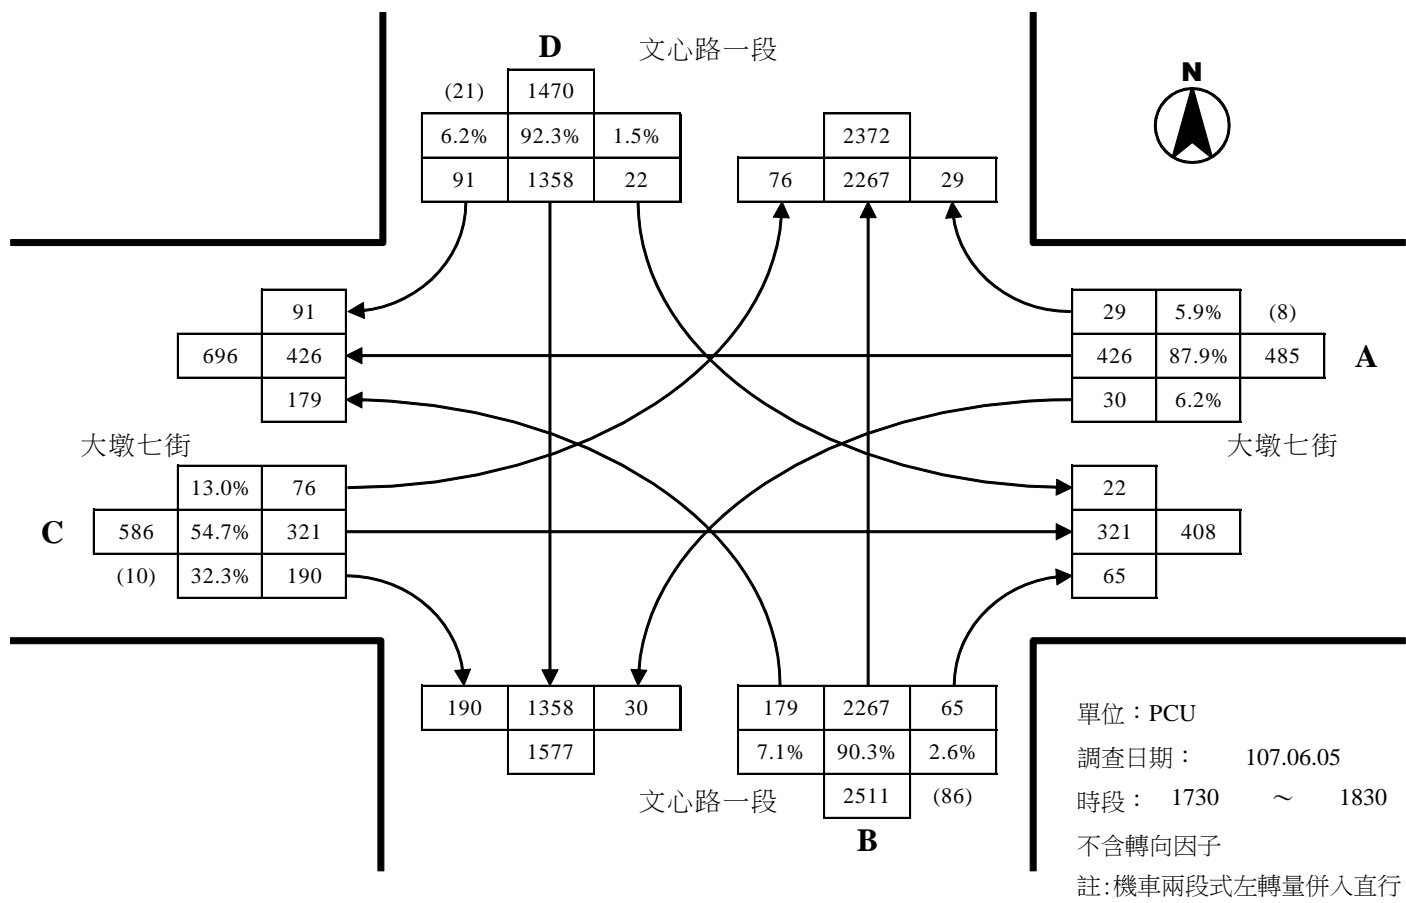 D 文心路一段
N
(21) 1470
6.2% 92.3% 1.5%
91 1358 22
2372
76 2267 29
91
696 426
179
29 5.9% (8)
426 87.9% 485 A
30 6.2%
大墩七街
大墩七街
13.0% 76
C 586 54.7% 321
(10) 32.3% 190
22
321 408
65
190 1358 30
1577
179 2267 65
7.1% 90.3% 2.6%
文心路一段 2511 (86)
B
單位：PCU
調查日期： 107.06.05
時段： 1730 ～ 1830
不含轉向因子
註:機車兩段式左轉量併入直行